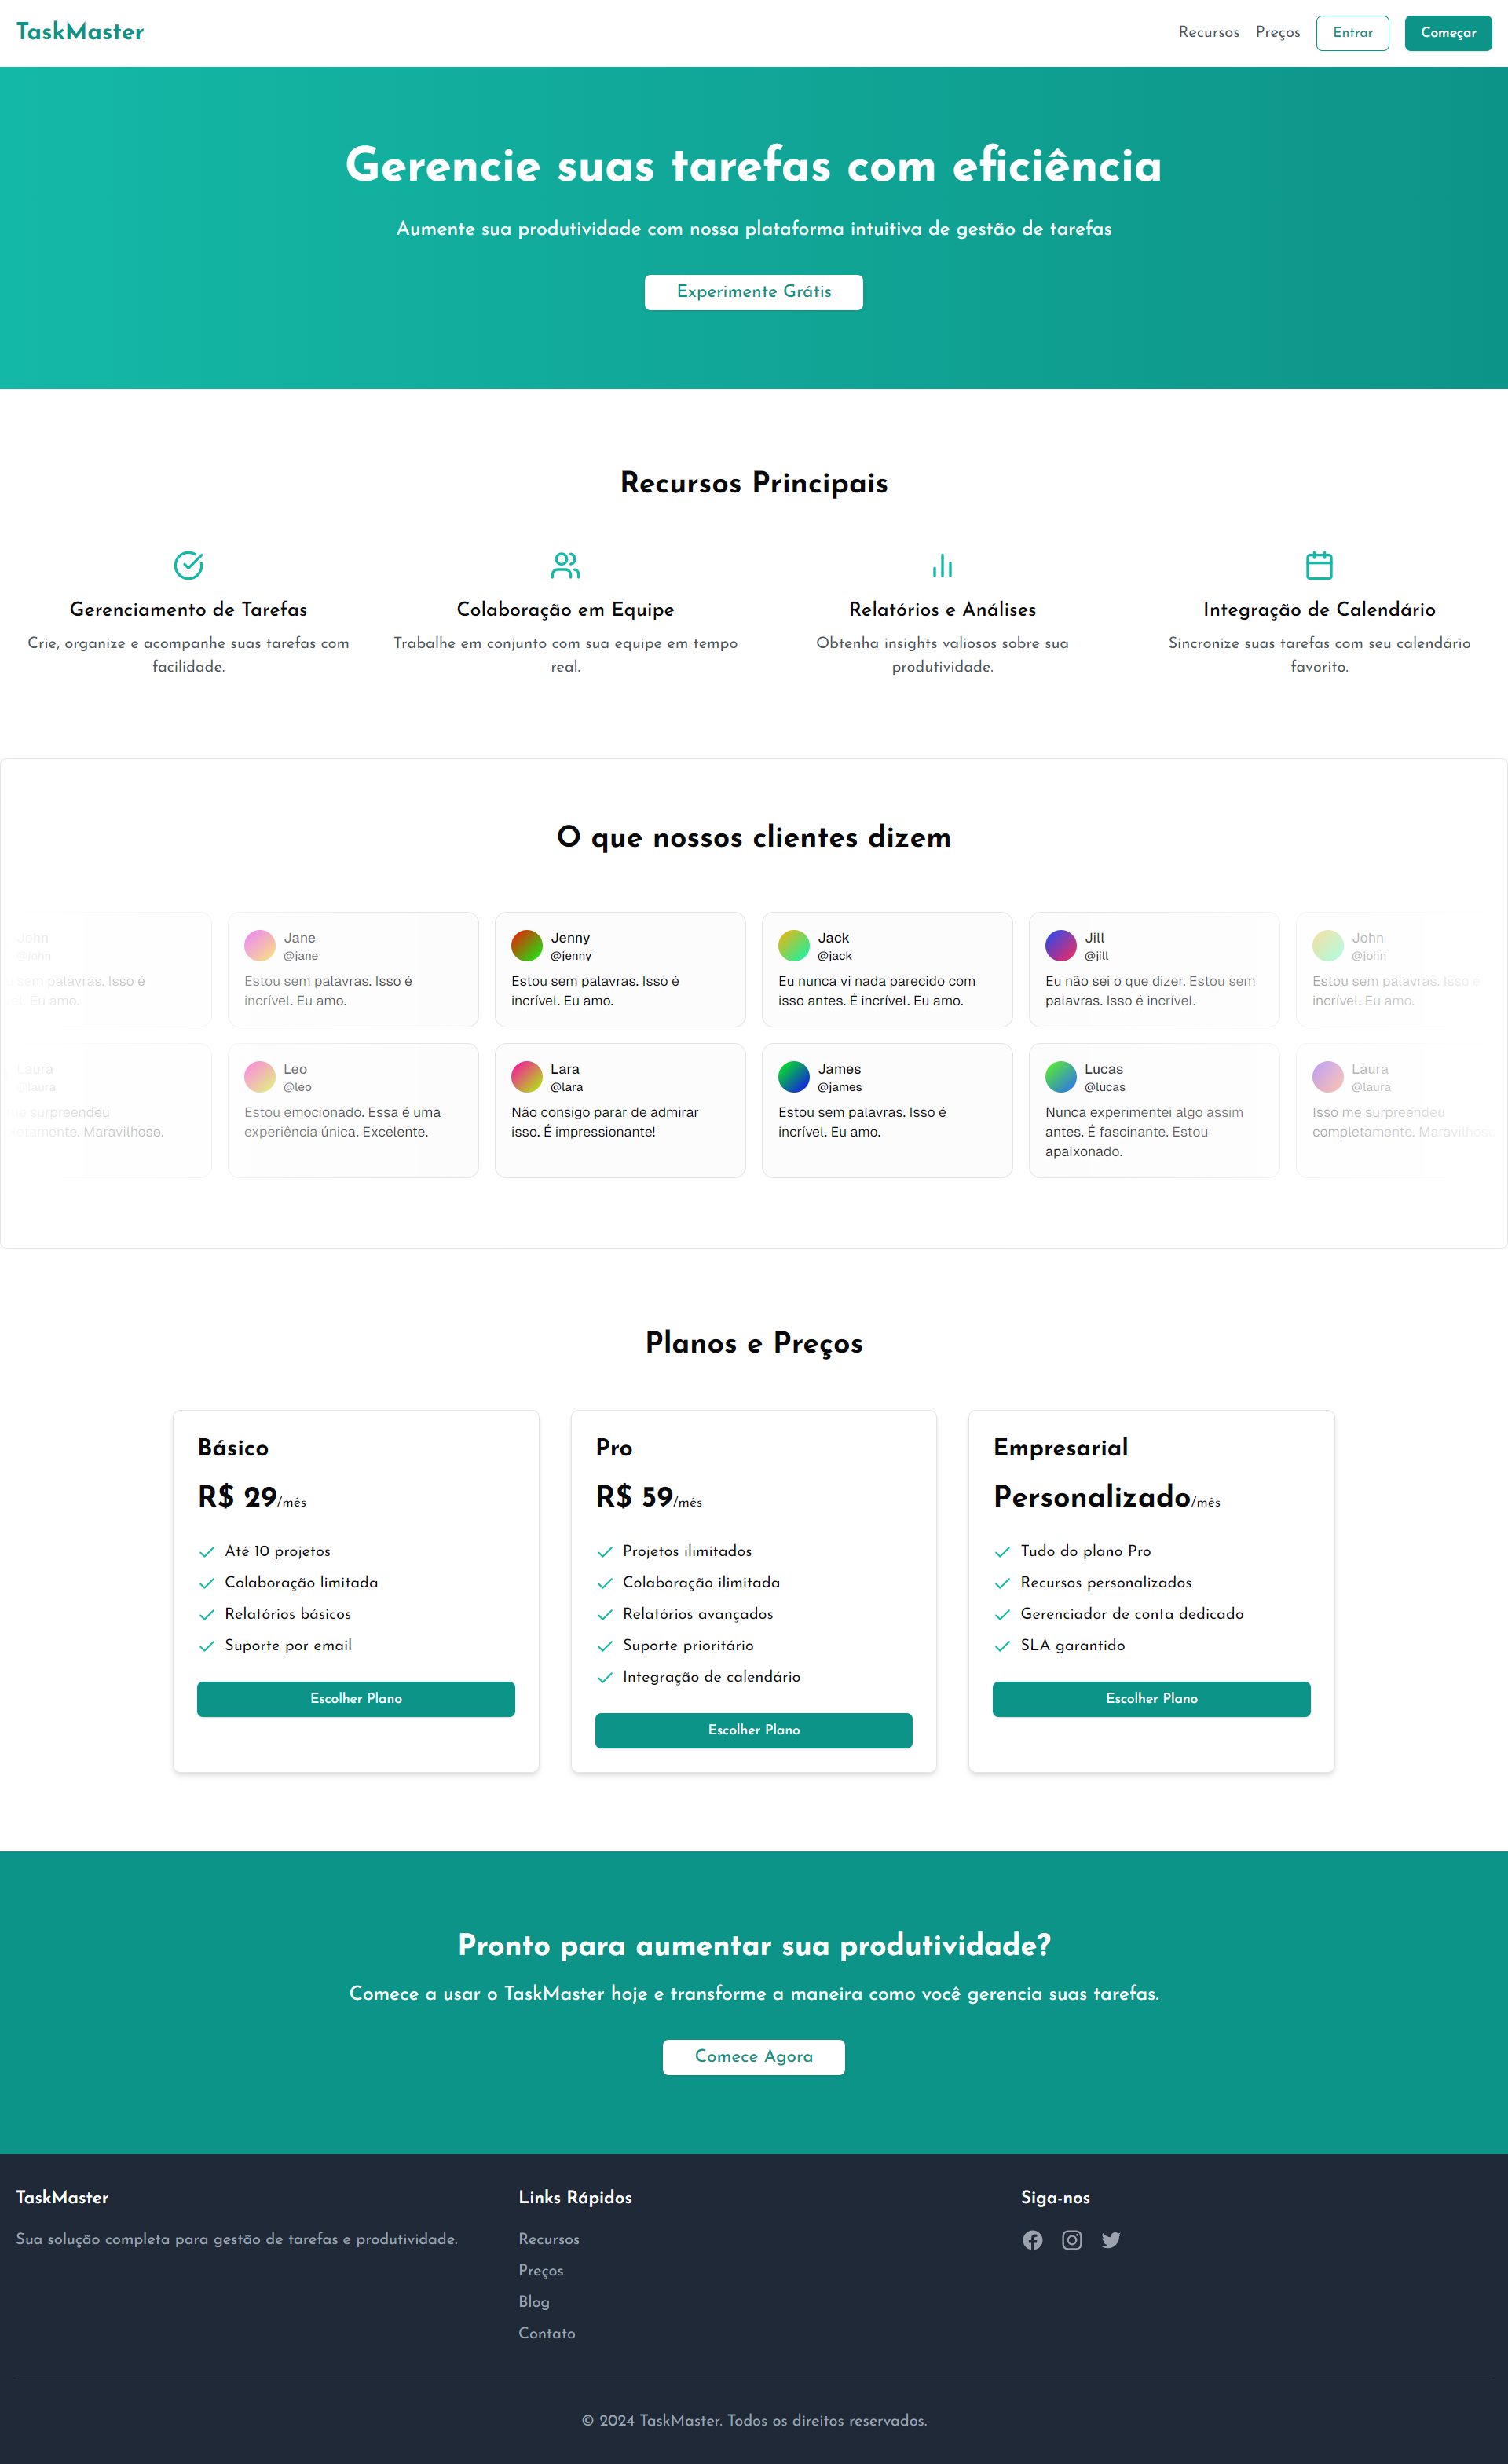 TaskMaster
Recursos
Preços
Entrar
Começar
Gerencie suas tarefas com eficiência
Aumente sua produtividade com nossa plataforma intuitiva de gestão de tarefas
Experimente Grátis
Recursos Principais
Gerenciamento de Tarefas
Crie, organize e acompanhe suas tarefas com
facilidade.
Colaboração em Equipe
Trabalhe em conjunto com sua equipe em tempo
real.
Relatórios e Análises
Obtenha insights valiosos sobre sua
produtividade.
Integração de Calendário
Sincronize suas tarefas com seu calendário
favorito.
O que nossos clientes dizem
John
@john
sem palavras. Isso é
Eu amo.
Jane
@jane
Estou sem palavras. Isso é
incrível. Eu amo.
Jenny
@jenny
Estou sem palavras. Isso é
incrível. Eu amo.
Jack
@jack
Eu nunca vi nada parecido com
isso antes. É incrível. Eu amo.
Jill
@jill
Eu não sei o que dizer. Estou sem
palavras. Isso é incrível.
John
@john
Estou sem palavras. Isso é
incrível. Eu amo.
Laura
@laura
surpreendeu
Maravilhoso.
Leo
@leo
Estou emocionado. Essa é uma
experiência única. Excelente.
Lara
@lara
Não consigo parar de admirar
isso. É impressionante!
James
@james
Estou sem palavras. Isso é
incrível. Eu amo.
Lucas
@lucas
Nunca experimentei algo assim
antes. É fascinante. Estou
apaixonado.
Laura
@laura
Isso me surpreendeu
completamente. Maravilhoso.
Planos e Preços
Básico
R$ 29/mês
Até 10 projetos
Colaboração limitada
Relatórios básicos
Suporte por email
Escolher Plano
Pro
R$ 59/mês
Projetos ilimitados
Colaboração ilimitada
Relatórios avançados
Suporte prioritário
Integração de calendário
Escolher Plano
Empresarial
Personalizado/mês
Tudo do plano Pro
Recursos personalizados
Gerenciador de conta dedicado
SLA garantido
Escolher Plano
Pronto para aumentar sua produtividade?
Comece a usar o TaskMaster hoje e transforme a maneira como você gerencia suas tarefas.
Comece Agora
TaskMaster
Sua solução completa para gestão de tarefas e produtividade.
Links Rápidos
Recursos
Preços
Blog
Contato
Siga-nos
© 2024 TaskMaster. Todos os direitos reservados.